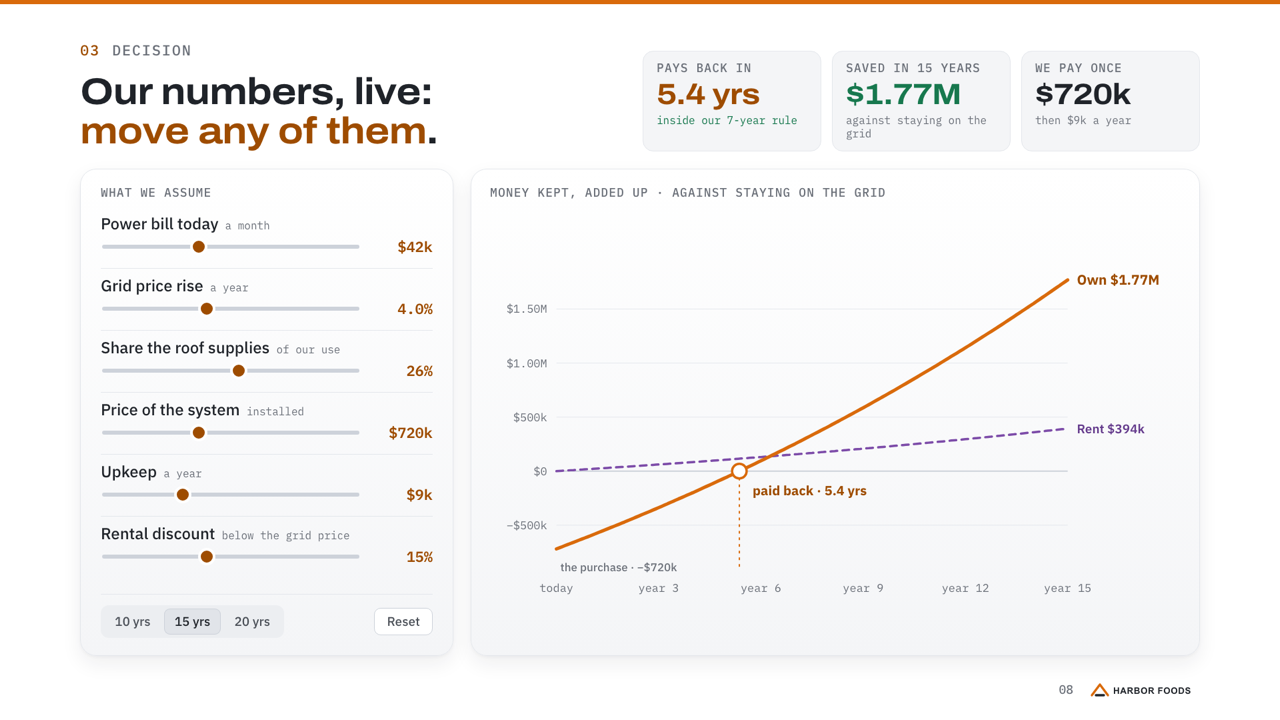 03 DECISION
Our numbers, live:
move any of them.
PAYS BACK IN
5.4 yrs
inside our 7-year rule
SAVED IN 15 YEARS
$1.77M
against staying on the
grid
WE PAY ONCE
$720k
then $9k a year
WHAT WE ASSUME
Power bill today a month
$42k
Grid price rise a year
4.0%
Share the roof supplies of our use
26%
Price of the system installed
$720k
Upkeep a year
$9k
Rental discount below the grid price
15%
10 yrs 15 yrs 20 yrs Reset
MONEY KEPT, ADDED UP · AGAINST STAYING ON THE GRID
Own $1.77M
$1.50M
$1.00M
$500k
Rent $394k
$0
paid back · 5.4 yrs
−$500k
the purchase · −$720k
today year 3 year 6 year 9 year 12 year 15
08 HARBOR FOODS